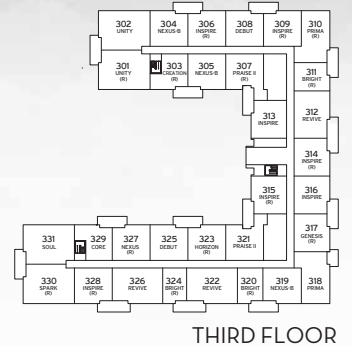 302
UNITY
304
NEXUS-B
306
INSPIRE
(R)
308
DEBUT
309
INSPIRE
(R)
310
PRIMA
(R)
301
UNITY
(R)
303
CREATION
(R)
305
NEXUS-B
307
PRAISE II
(R)
311
BRIGHT
(R)
312
REVIVE
313
INSPIRE
314
INSPIRE
(R)
315
INSPIRE
(R)
316
INSPIRE
317
GENESIS
(R)
331
SOUL
329
CORE
327
NEXUS
(R)
325
DEBUT
323
HORIZON
(R)
321
PRAISE II
330
SPARK
(R)
328
INSPIRE
(R)
326
REVIVE
324
BRIGHT
(R)
322
REVIVE
320
BRIGHT
(R)
319
NEXUS-B
318
PRIMA
THIRD FLOOR